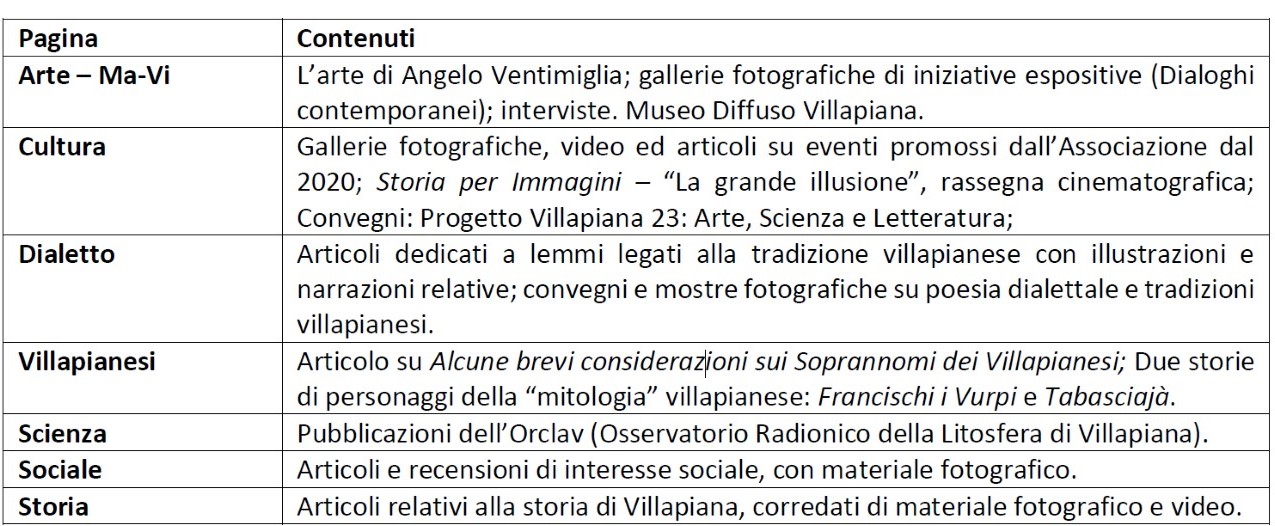 Pagina Contenuti
Arte – Ma-Vi L’arte di Angelo Ventimiglia; gallerie fotografiche di iniziative espositive (Dialoghi
contemporanei); interviste. Museo Diffuso Villapiana.
Cultura Gallerie fotografiche, video ed articoli su eventi promossi dall’Associazione dal
2020; Storia per Immagini – “La grande illusione”, rassegna cinematografica;
Convegni: Progetto Villapiana 23: Arte, Scienza e Letteratura;
Dialetto Articoli dedicati a lemmi legati alla tradizione villapianese con illustrazioni e
narrazioni relative; convegni e mostre fotografiche su poesia dialettale e tradizioni
villapianesi.
Villapianesi Articolo su Alcune brevi considerazioni sui Soprannomi dei Villapianesi; Due storie
di personaggi della “mitologia” villapianese: Francischi i Vurpi e Tabasciajà.
Scienza Pubblicazioni dell’Orclav (Osservatorio Radionico della Litosfera di Villapiana).
Sociale Articoli e recensioni di interesse sociale, con materiale fotografico.
Storia Articoli relativi alla storia di Villapiana, corredati di materiale fotografico e video.